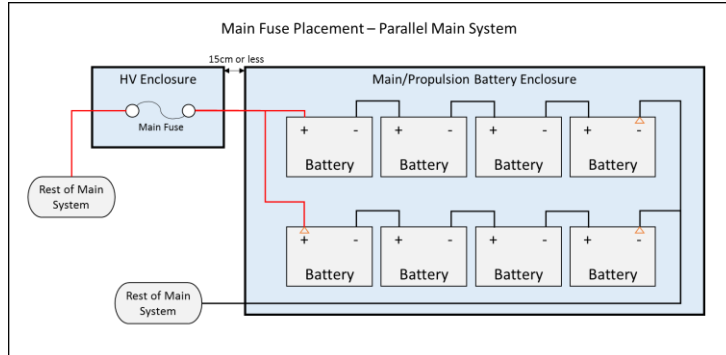 Main Fuse Placement – Parallel Main System
15cm or less
HV Enclosure
Main/Propulsion Battery Enclosure
Main Fuse
+ - + - + - + -
Battery Battery Battery Battery
Rest of Main
System
+ - + - + - + -
Battery Battery Battery Battery
Rest of Main
System